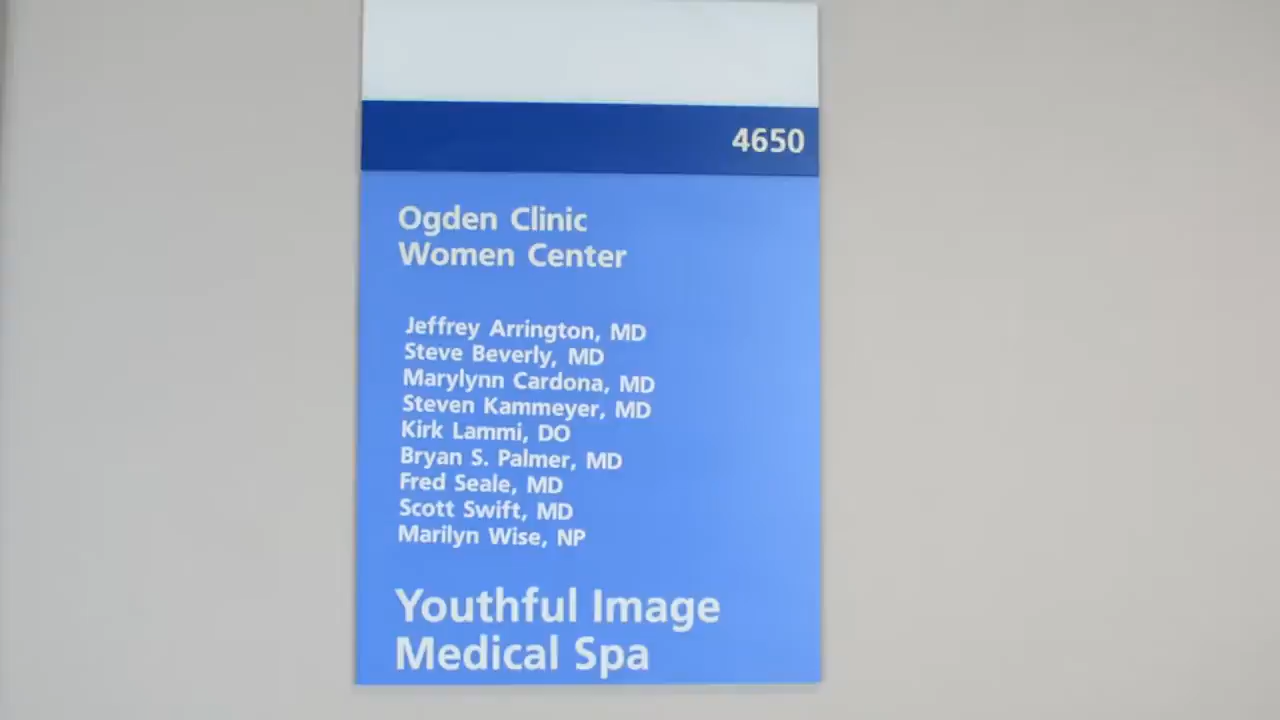 4650
Ogden Clinic
Women Center
Jeffrey Arrington, MD
Steve Beverly, MD
Marylynn Cardona, MD
Steven Kammeyer, MD
Kirk Lammi, DO
Bryan S. Palmer, MD
Fred Seale, MD
Scott Swift, MD
Marilyn Wise, NP
Youthful Image
Medical Spa